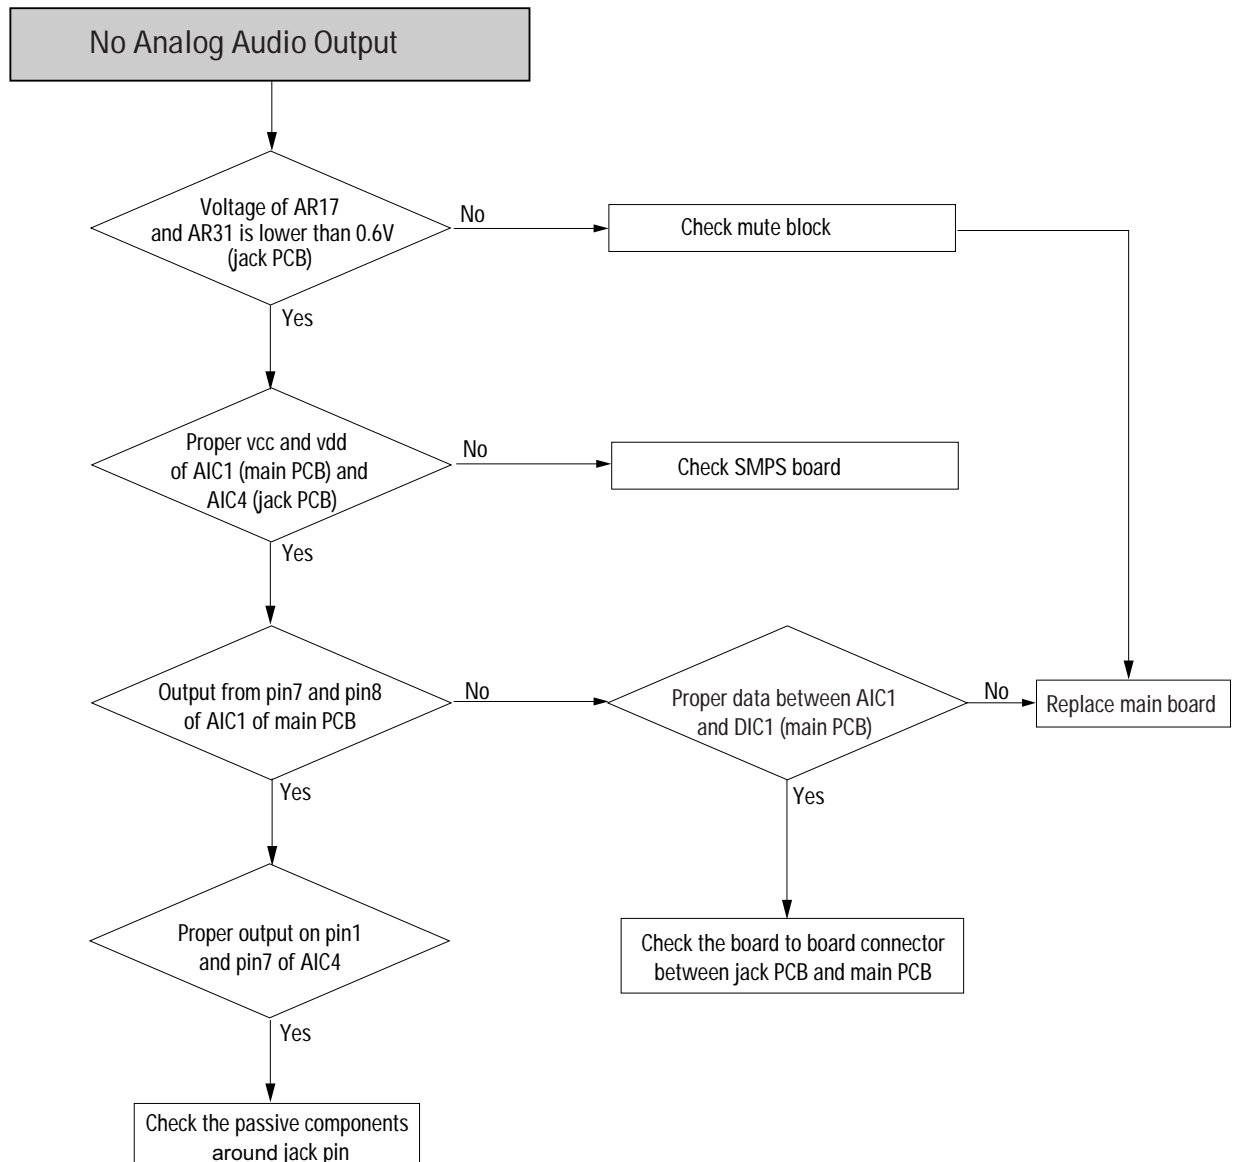 No Analog Audio Output
Voltage of AR17
and AR31 is lower than 0.6V
(jack PCB)
No
Check mute block
Yes
Proper vcc and vdd
of AIC1 (main PCB) and
AIC4 (jack PCB)
No
Check SMPS board
Yes
Output from pin7 and pin8
of AIC1 of main PCB
No
Proper data between AIC1
and DIC1 (main PCB)
No
Replace main board
Yes
Yes
Proper output on pin1
and pin7 of AIC4
Check the board to board connector
between jack PCB and main PCB
Yes
Check the passive components
around jack pin